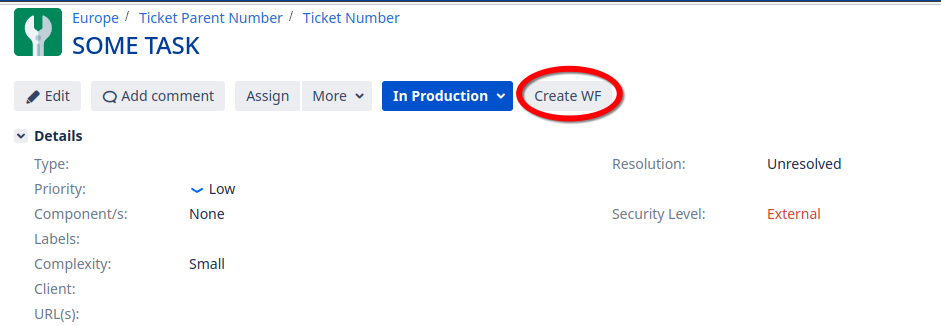 Europe / Ticket Parent Number / Ticket Number
SOME TASK
Edit Add comment Assign More In Production Create WF
Details
Type: Resolution: Unresolved
Priority: Low
Component/s: None Security Level: External
Labels:
Complexity: Small
Client:
URL(s):